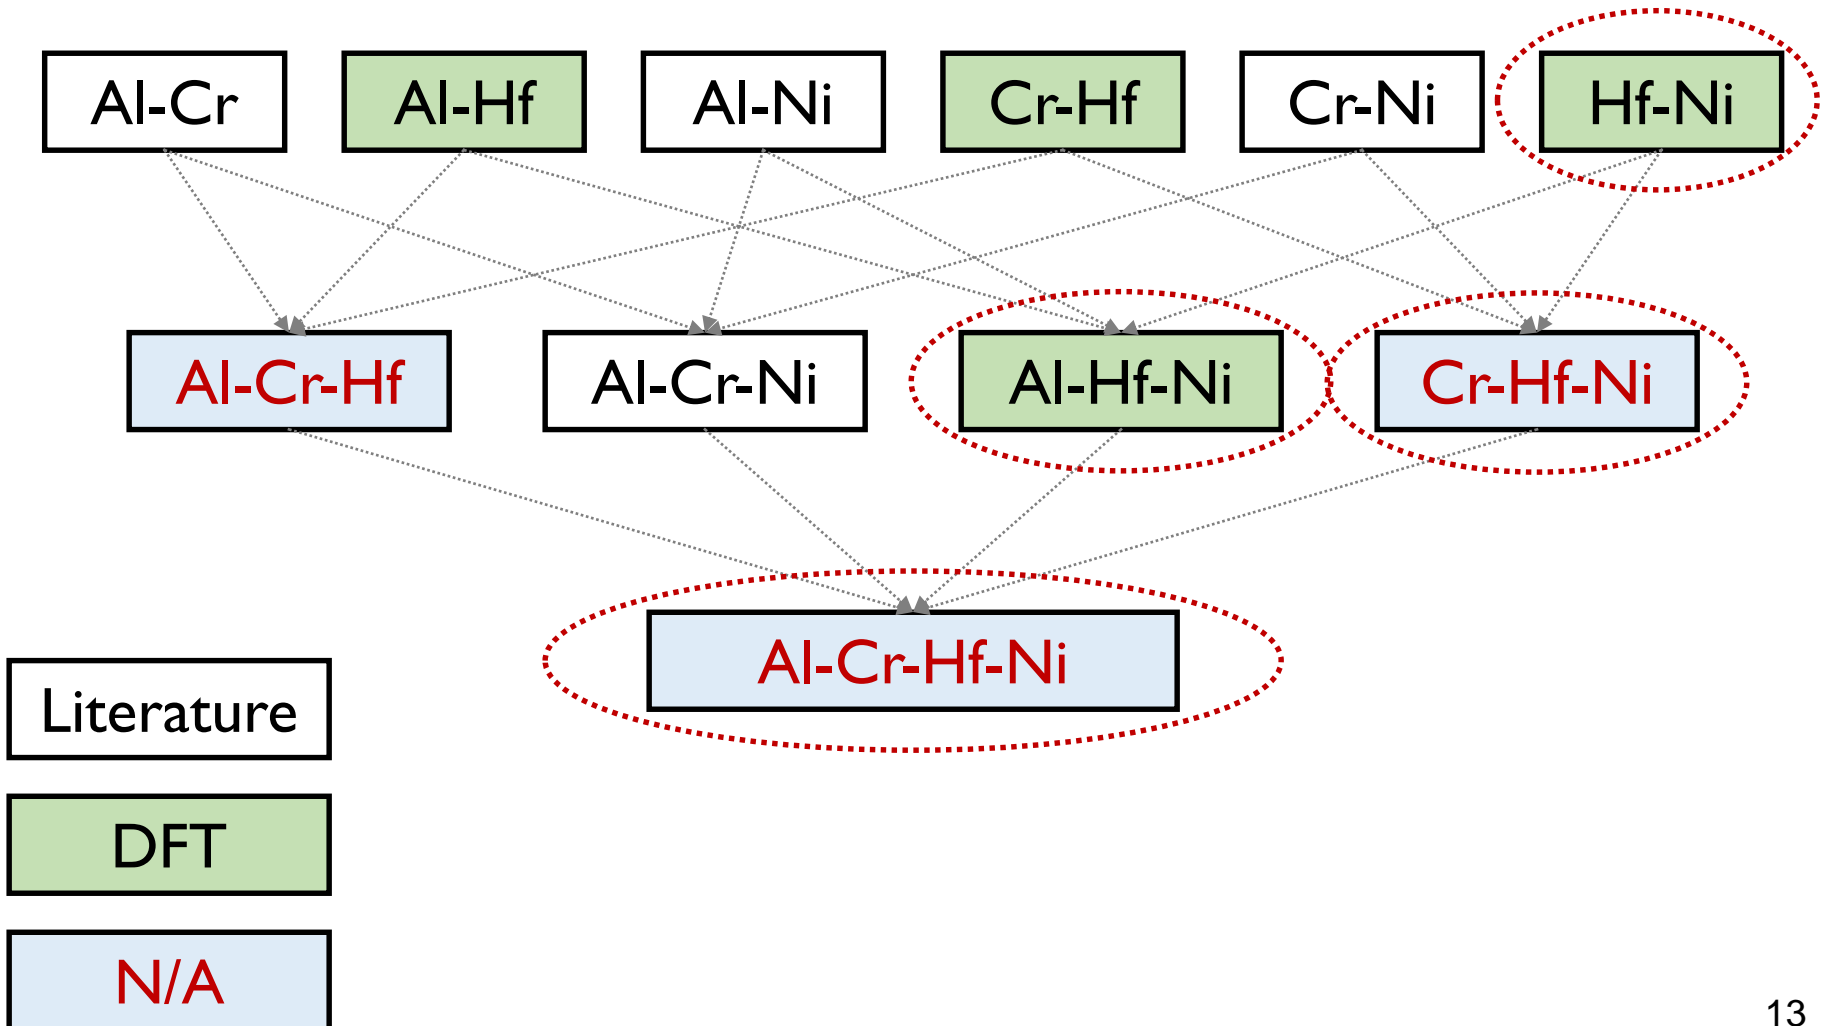 Al-Cr
Al-Hf
Al-Ni
Cr-Hf
Cr-Ni
Hf-Ni
Al-Cr-Hf
Al-Cr-Ni
Al-Hf-Ni
Cr-Hf-Ni
Al-Cr-Hf-Ni
Literature
DFT
N/A
13